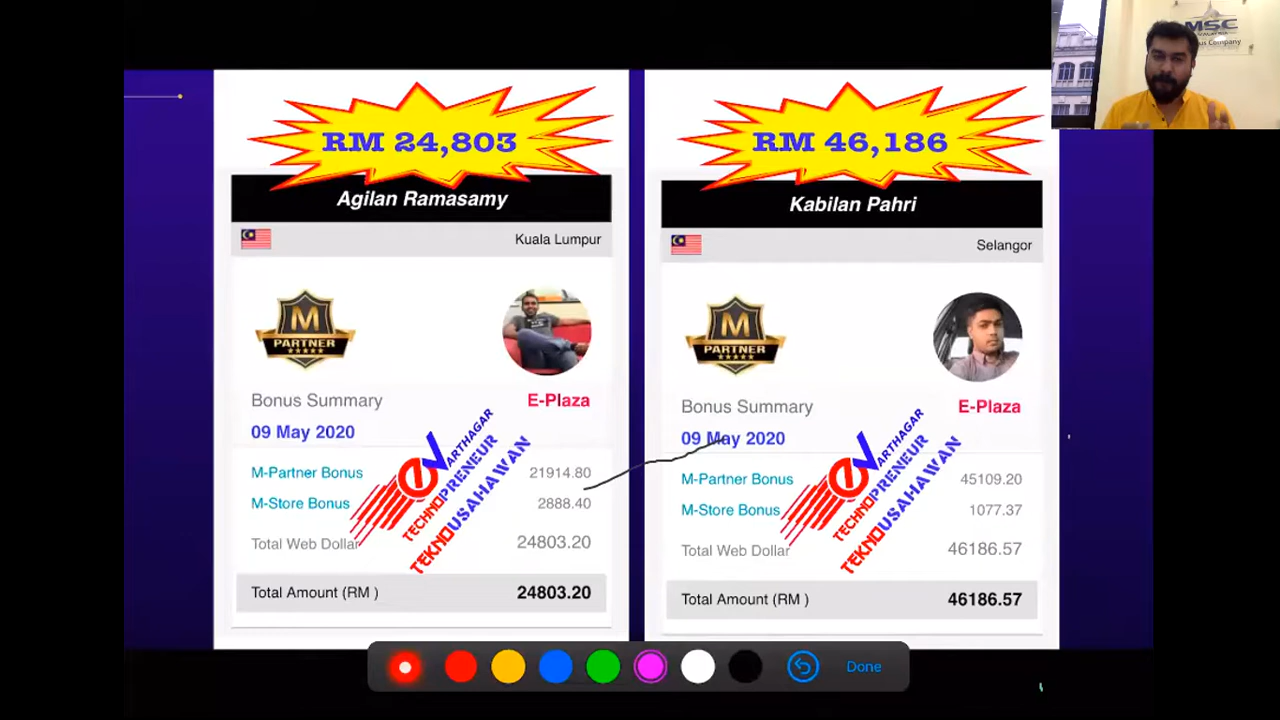 RM 24,803
Agilan Ramasamy
Kuala Lumpur
M
PARTNER
Bonus Summary
E-Plaza
09 May 2020
M-Partner Bonus
21914.80
M-Store Bonus
2888.40
Total Web Dollar
24803.20
Total Amount (RM )
24803.20
eVARTHAGAR
TECHNOPRENEUR
TEKNOUSAHAWAN
RM 46,186
Kabilan Pahri
Selangor
M
PARTNER
Bonus Summary
E-Plaza
09 May 2020
M-Partner Bonus
45109.20
M-Store Bonus
1077.37
Total Web Dollar
46186.57
Total Amount (RM )
46186.57
eVARTHAGAR
TECHNOPRENEUR
TEKNOUSAHAWAN
MSC
Company
Done